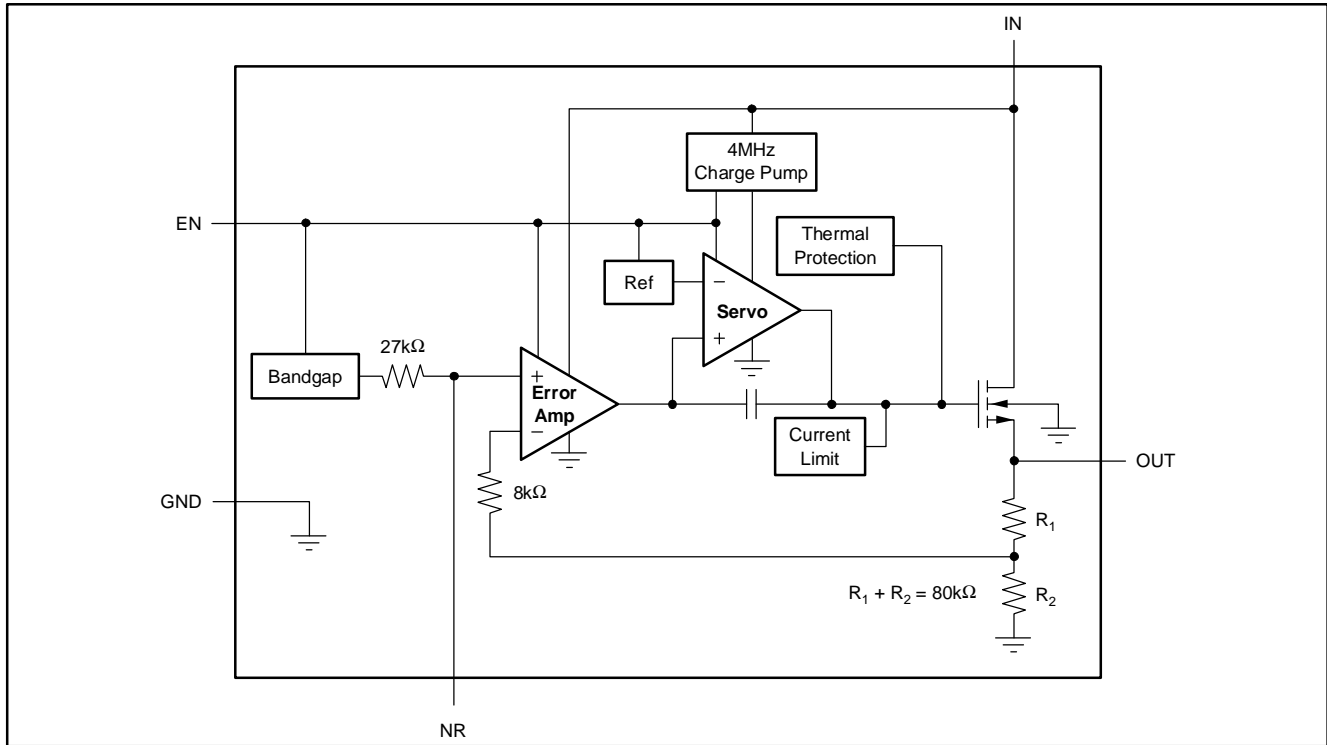 IN
4MHz
Charge Pump
EN
Thermal
Protection
Ref
−
Servo
+
27kΩ
Bandgap
+
Error
Amp
−
Current
Limit
OUT
GND
8kΩ
R1
R1 + R2 = 80kΩ
R2
NR